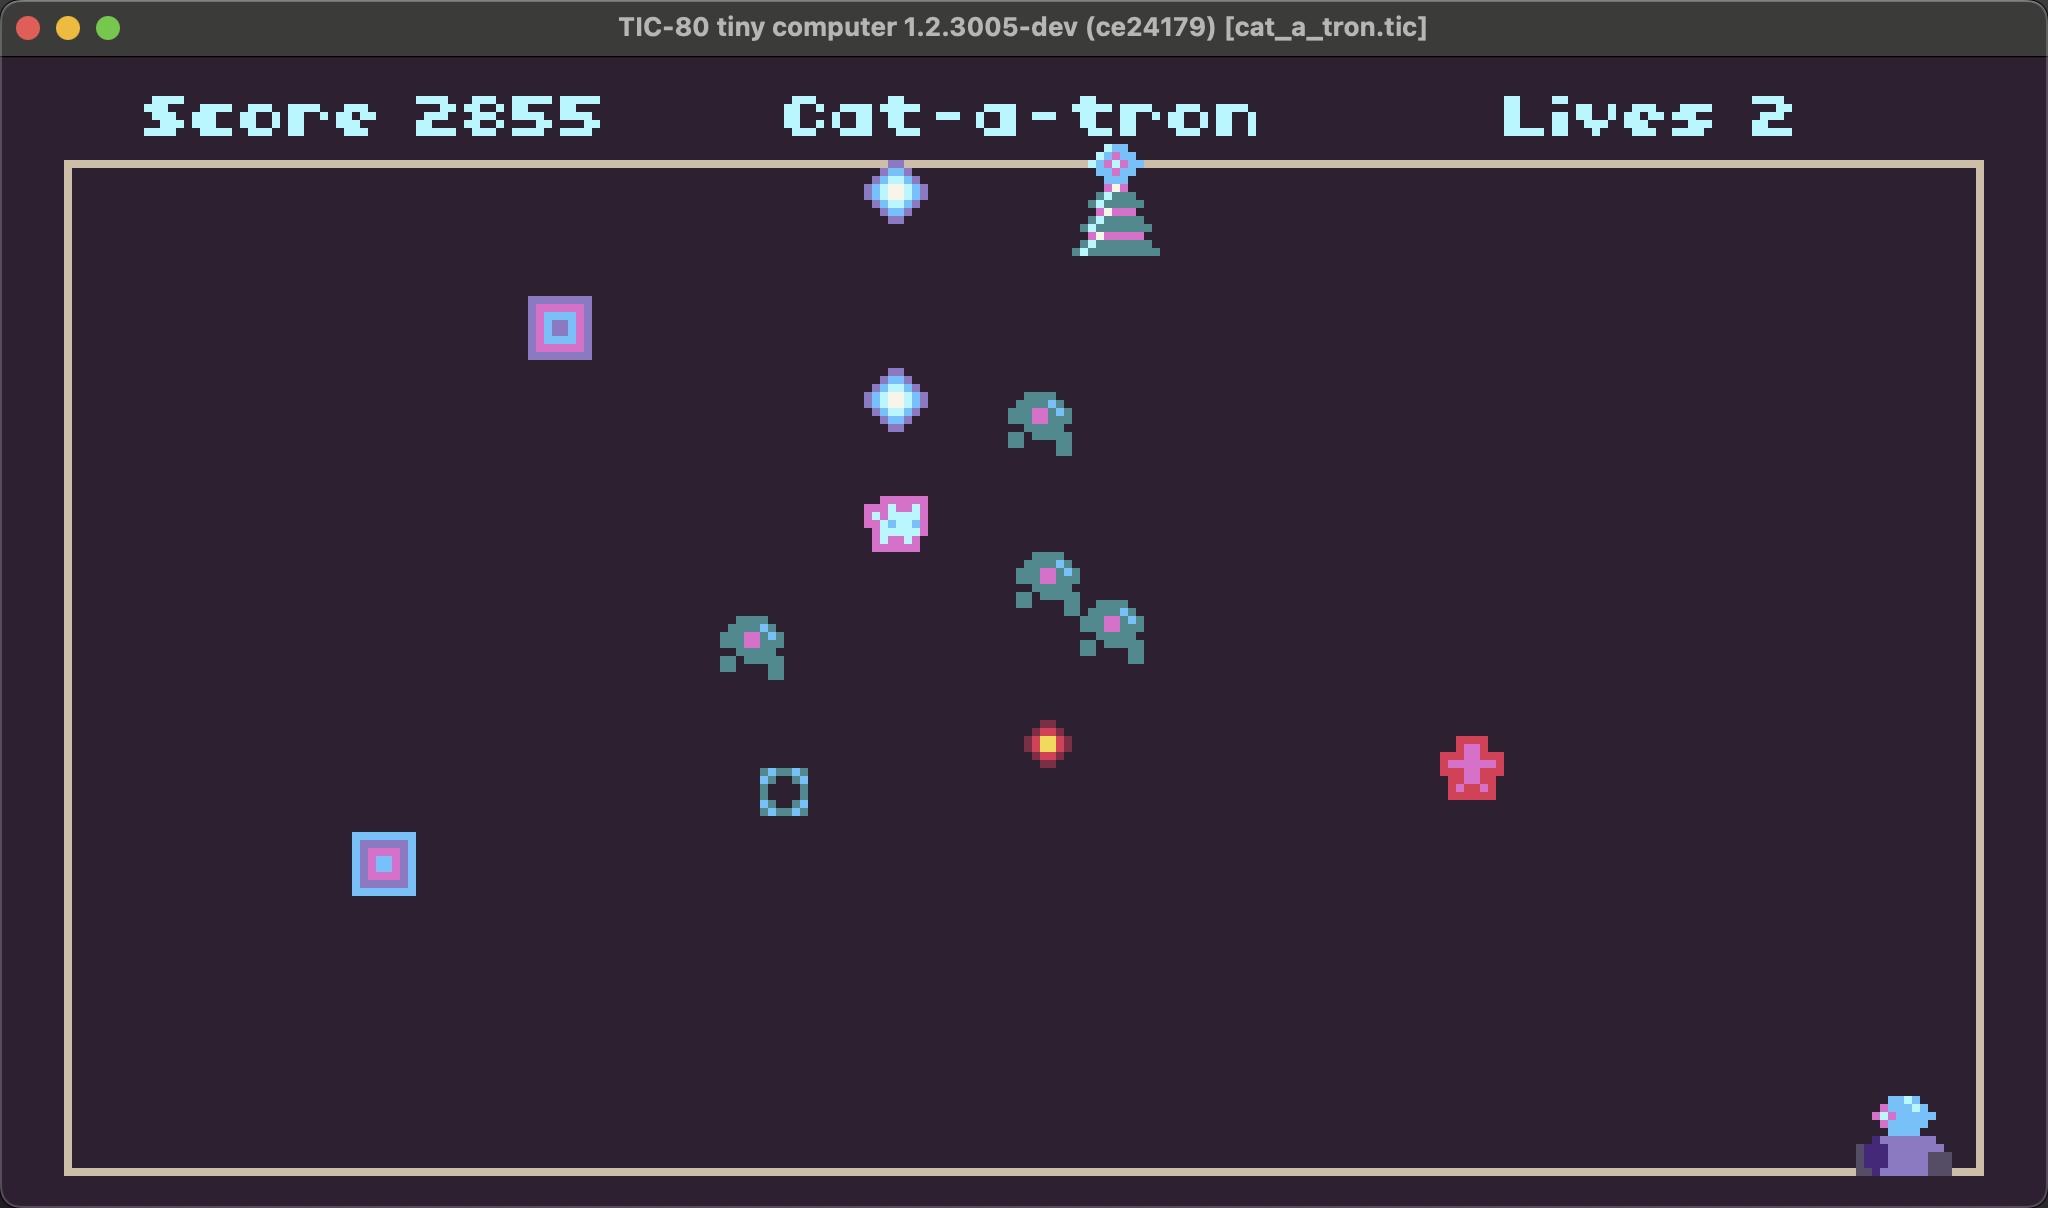 TIC-80 tiny computer 1.2.3005-dev (ce24179) [cat_a_tron.tic]
Score 2855 Cat-a-tron Lives 2